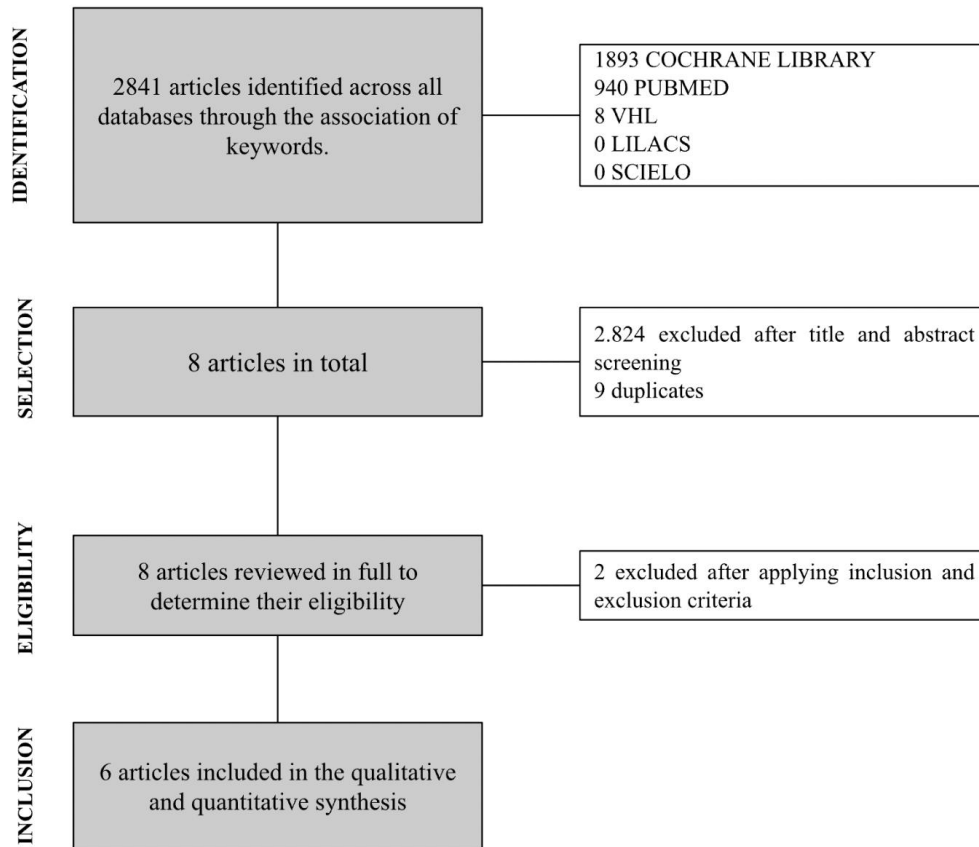 IDENTIFICATION
2841 articles identified across all
databases through the association of
keywords.
1893 COCHRANE LIBRARY
940 PUBMED
8 VHL
0 LILACS
0 SCIELO
SELECTION
8 articles in total
2.824 excluded after title and abstract
screening
9 duplicates
ELIGIBILITY
8 articles reviewed in full to
determine their eligibility
2 excluded after applying inclusion and
exclusion criteria
INCLUSION
6 articles included in the qualitative
and quantitative synthesis